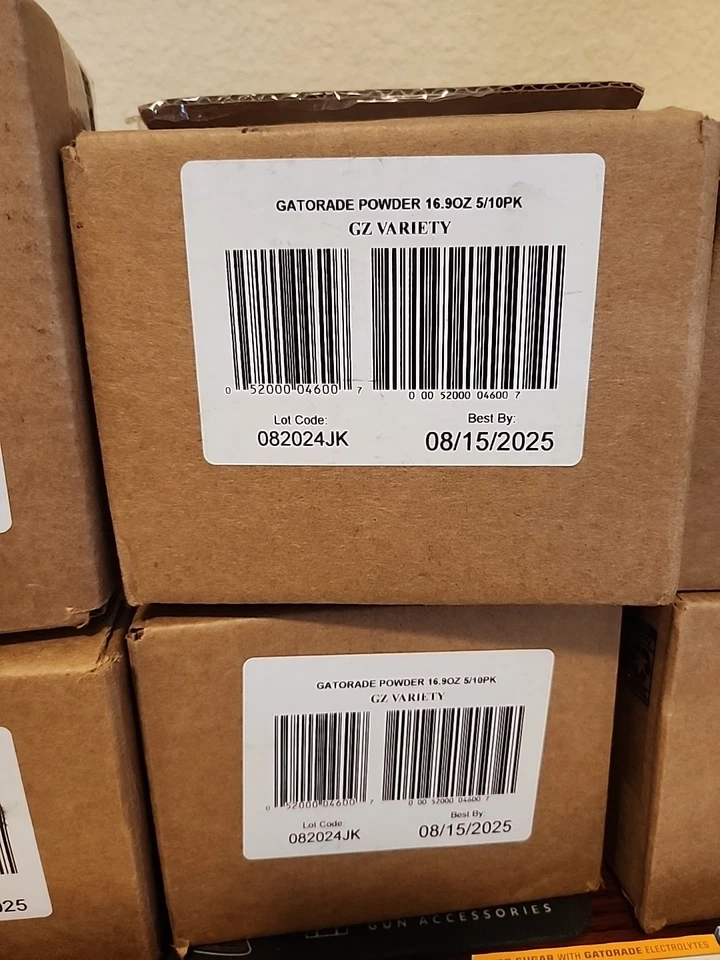 GATORADE POWDER 16.9OZ 5/10PK
GZ VARIETY
0 52000 04600 7
0 00 52000 04600 7
Lot Code:
082024JK
Best By:
08/15/2025
GATORADE POWDER 16.9OZ 5/10PK
GZ VARIETY
0 52000 04600 7
0 00 52000 04600 7
Lot Code:
082024JK
Best By:
08/15/2025
025
GUN ACCESSORIES
SUGAR WITH GATORADE ELECTROLYTES